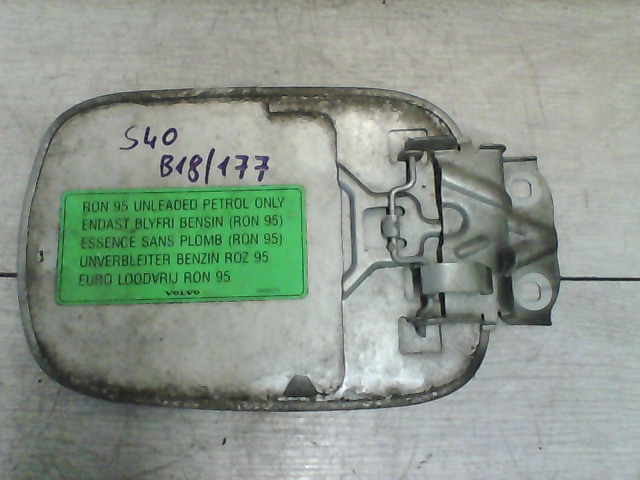 S40
B18/177
RON 95 UNLEADED PETROL ONLY
ENDAST BLYFRI BENSIN (RON 95)
ESSENCE SANS PLOMB (RON 95)
UNVERBLEITER BENZIN ROZ 95
EURO LOODVRIJ RON 95
VOLVO